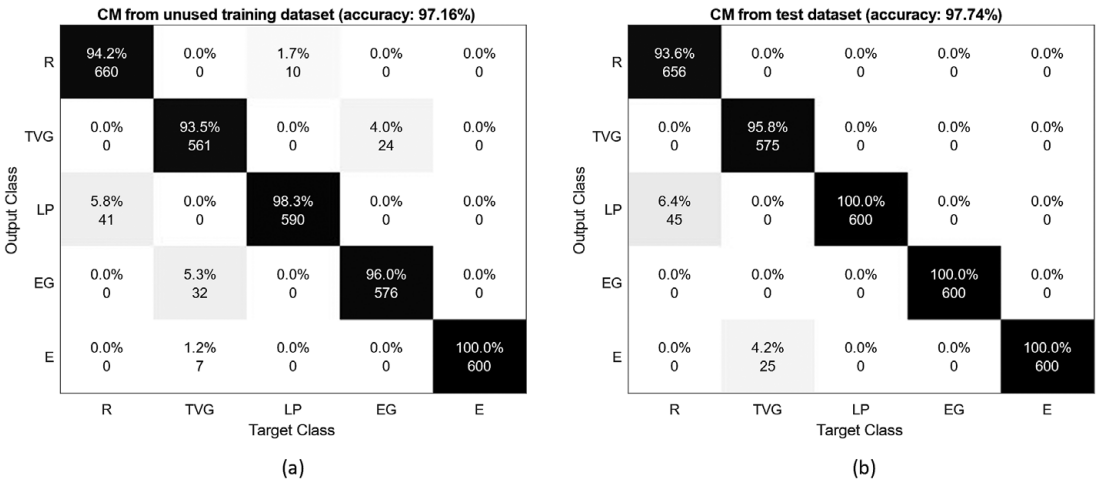 CM from unused training dataset (accuracy: 97.16%)
R
94.2% 0.0% 1.7% 0.0% 0.0%
660 0 10 0 0
TVG
0.0% 93.5% 0.0% 4.0% 0.0%
0 561 0 24 0
LP
5.8% 0.0% 98.3% 0.0% 0.0%
41 0 590 0 0
EG
0.0% 5.3% 0.0% 96.0% 0.0%
0 32 0 576 0
E
0.0% 1.2% 0.0% 0.0% 100.0%
0 7 0 0 600
Output Class
R TVG LP EG E
Target Class
(a)
CM from test dataset (accuracy: 97.74%)
R
93.6% 0.0% 0.0% 0.0% 0.0%
656 0 0 0 0
TVG
0.0% 95.8% 0.0% 0.0% 0.0%
0 575 0 0 0
LP
6.4% 0.0% 100.0% 0.0% 0.0%
45 0 600 0 0
EG
0.0% 0.0% 0.0% 100.0% 0.0%
0 0 0 600 0
E
0.0% 4.2% 0.0% 0.0% 100.0%
0 25 0 0 600
Output Class
R TVG LP EG E
Target Class
(b)